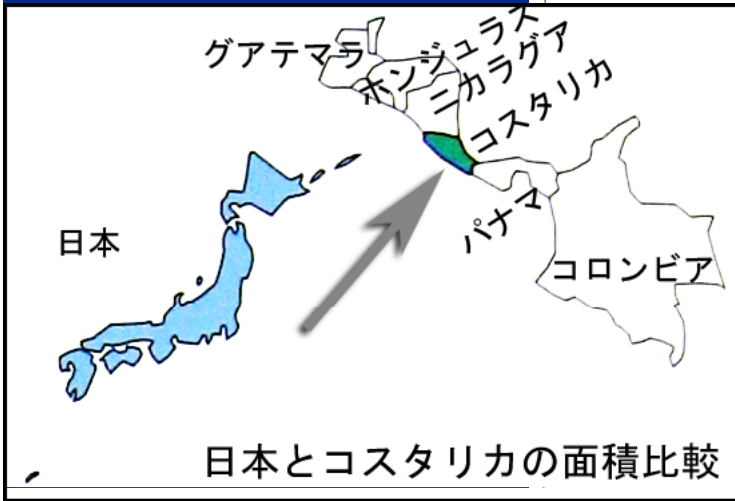 グアテマラ
ホンジュラス
ニカラグア
コスタリカ
パナマ
日本
コロンビア
日本とコスタリカの面積比較